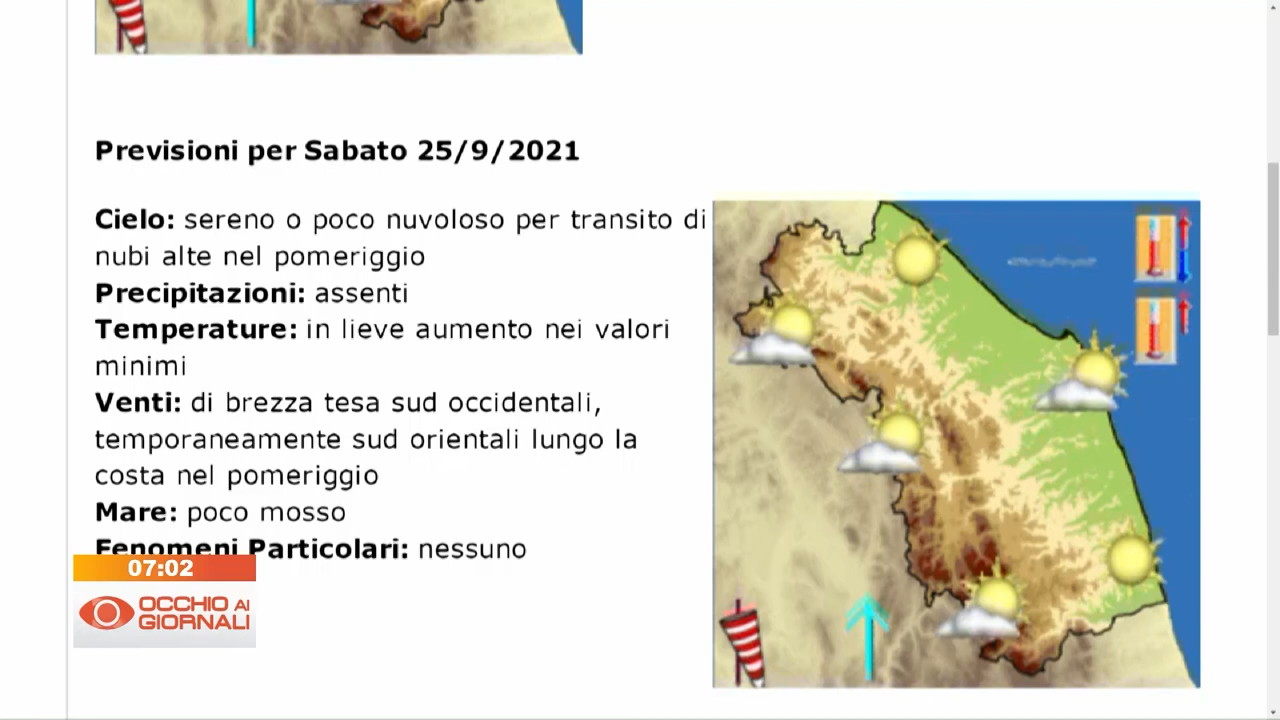 Previsioni per Sabato 25/9/2021
Cielo: sereno o poco nuvoloso per transito di
nubi alte nel pomeriggio
Precipitazioni: assenti
Temperature: in lieve aumento nei valori
minimi
Venti: di brezza tesa sud occidentali,
temporaneamente sud orientali lungo la
costa nel pomeriggio
Mare: poco mosso
Fenomeni Particolari: nessuno
07:02
OCCHIO AI
GIORNALI